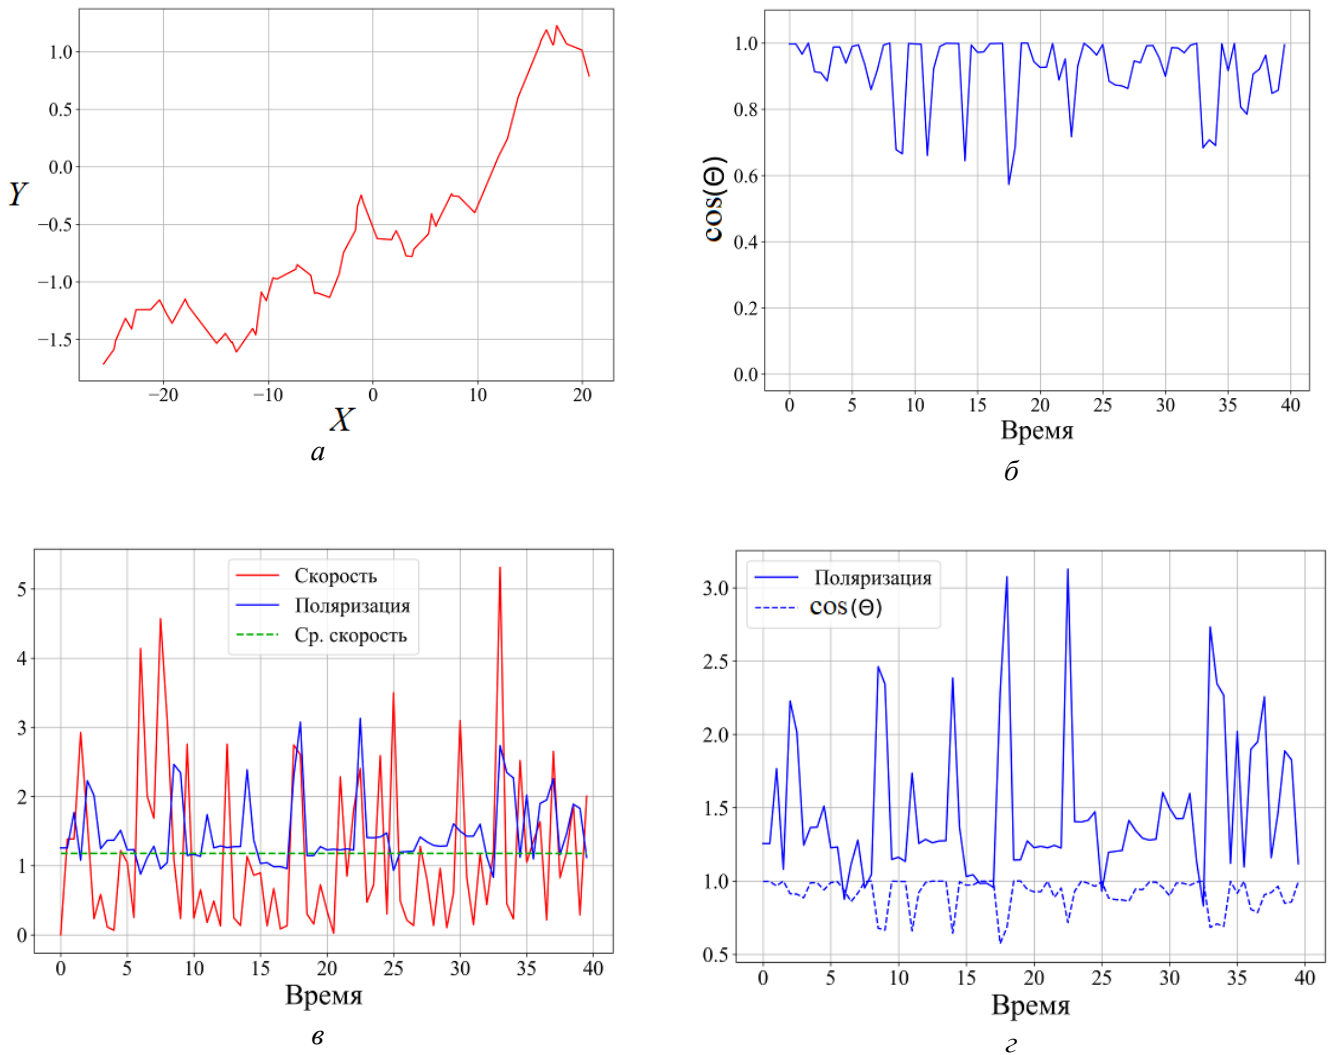 1.0
0.5
0.0
−0.5
−1.0
−1.5
Y
−20 −10 0 10 20
X
а
1.0
0.8
0.6
0.4
0.2
0.0
cos(Θ)
0 5 10 15 20 25 30 35 40
Время
б
5
4
3
2
1
0
Скорость
Поляризация
Ср. скорость
0 5 10 15 20 25 30 35 40
Время
в
3.0
2.5
2.0
1.5
1.0
0.5
Поляризация
cos(Θ)
0 5 10 15 20 25 30 35 40
Время
г